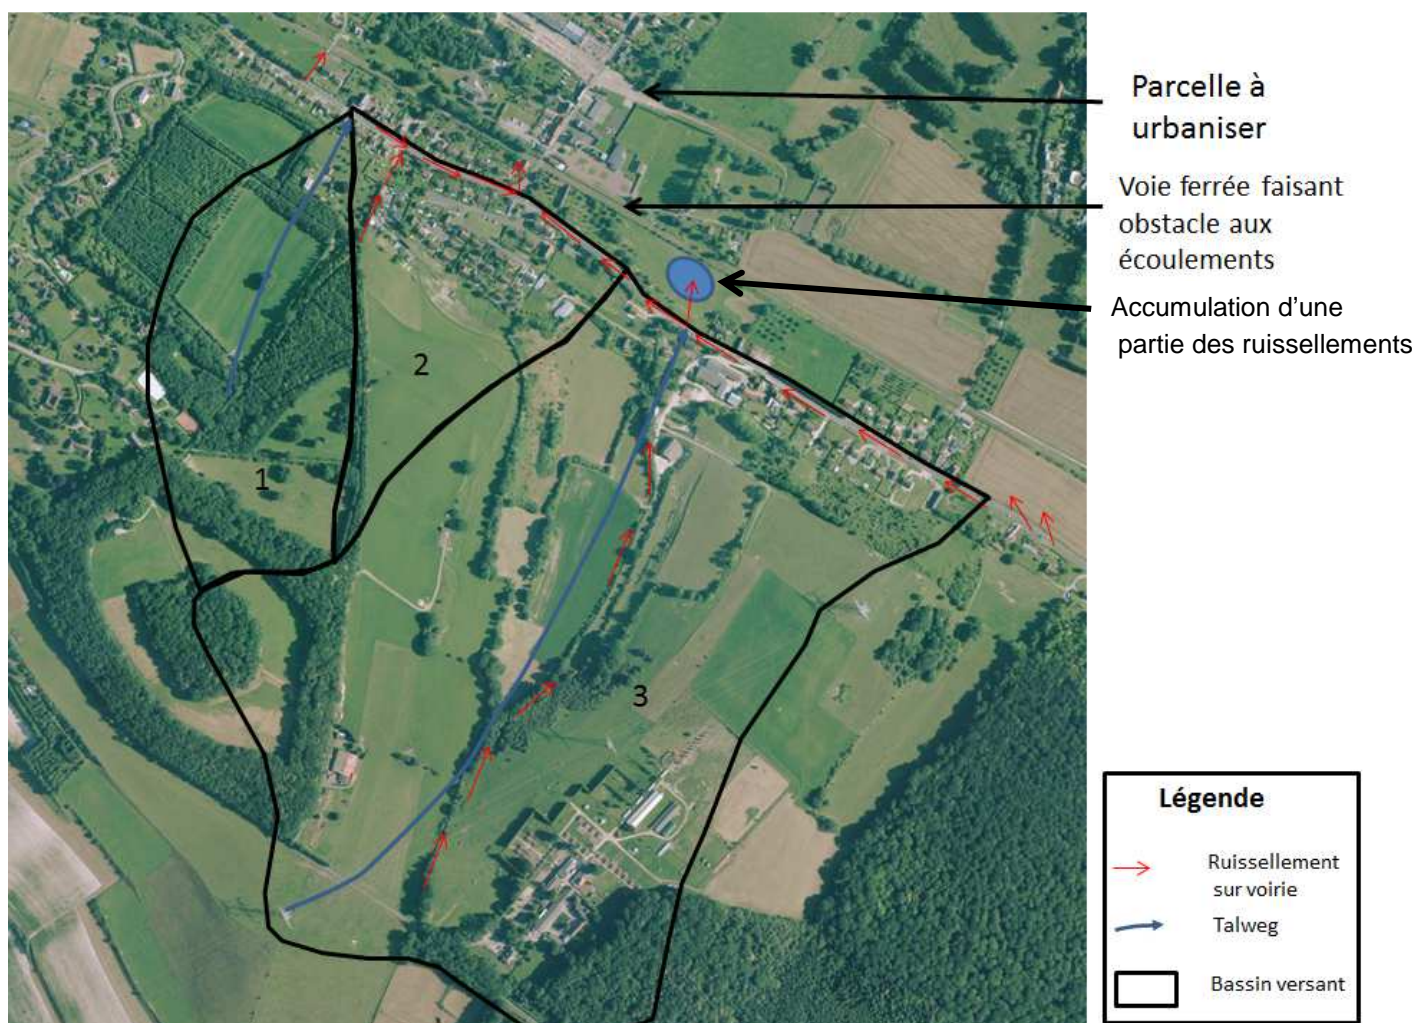 Parcelle à
urbaniser
Voie ferrée faisant
obstacle aux
écoulements
Accumulation d’une
partie des ruissellements
2
1
3
Légende
Ruissellement
sur voirie
Talweg
Bassin versant